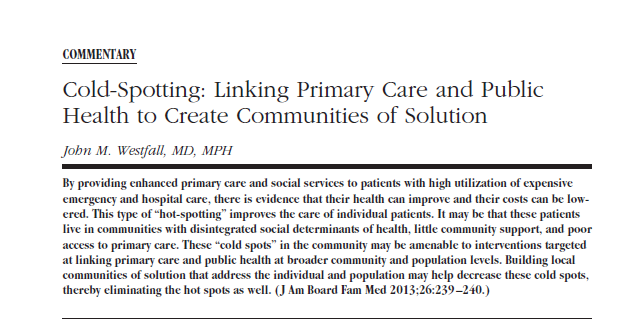 COMMENTARY
Cold-Spotting: Linking Primary Care and Public
Health to Create Communities of Solution
John M. Westfall, MD, MPH
By providing enhanced primary care and social services to patients with high utilization of expensive
emergency and hospital care, there is evidence that their health can improve and their costs can be low-
ered. This type of “hot-spotting” improves the care of individual patients. It may be that these patients
live in communities with disintegrated social determinants of health, little community support, and poor
access to primary care. These “cold spots” in the community may be amenable to interventions targeted
at linking primary care and public health at broader community and population levels. Building local
communities of solution that address the individual and population may help decrease these cold spots,
thereby eliminating the hot spots as well. (J Am Board Fam Med 2013;26:239–240.)